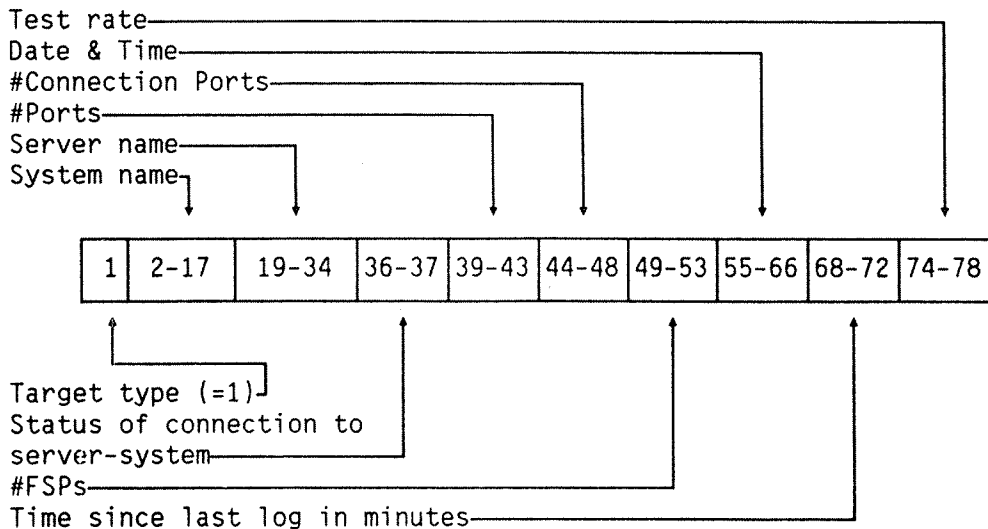 Test rate
Date & Time
#Connection Ports
#Ports
Server name
System name
1 2-17 19-34 36-37 39-43 44-48 49-53 55-66 68-72 74-78
Target type (=1)
Status of connection to
server-system
#FSPs
Time since last log in minutes